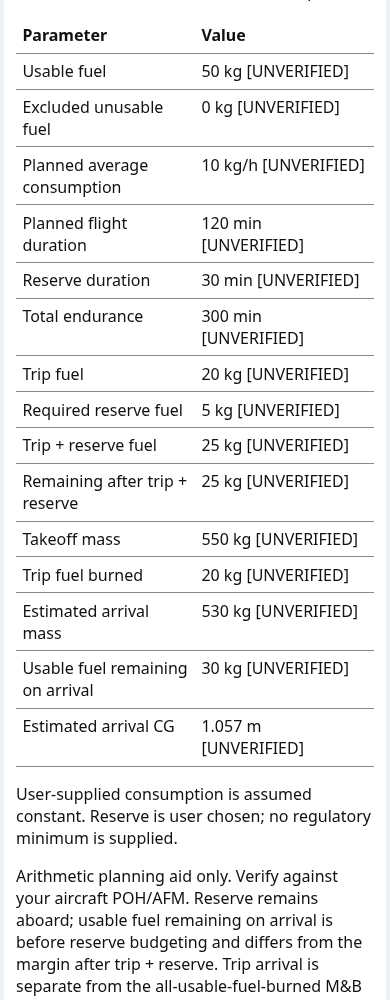 Parameter Value
Usable fuel 50 kg [UNVERIFIED]
Excluded unusable 0 kg [UNVERIFIED]
fuel
Planned average 10 kg/h [UNVERIFIED]
consumption
Planned flight 120 min
duration [UNVERIFIED]
Reserve duration 30 min [UNVERIFIED]
Total endurance 300 min
[UNVERIFIED]
Trip fuel 20 kg [UNVERIFIED]
Required reserve fuel 5 kg [UNVERIFIED]
Trip + reserve fuel 25 kg [UNVERIFIED]
Remaining after trip + 25 kg [UNVERIFIED]
reserve
Takeoff mass 550 kg [UNVERIFIED]
Trip fuel burned 20 kg [UNVERIFIED]
Estimated arrival 530 kg [UNVERIFIED]
mass
Usable fuel remaining 30 kg [UNVERIFIED]
on arrival
Estimated arrival CG 1.057 m
[UNVERIFIED]
User-supplied consumption is assumed
constant. Reserve is user chosen; no regulatory
minimum is supplied.
Arithmetic planning aid only. Verify against
your aircraft POH/AFM. Reserve remains
aboard; usable fuel remaining on arrival is
before reserve budgeting and differs from the
margin after trip + reserve. Trip arrival is
separate from the all-usable-fuel-burned M&B